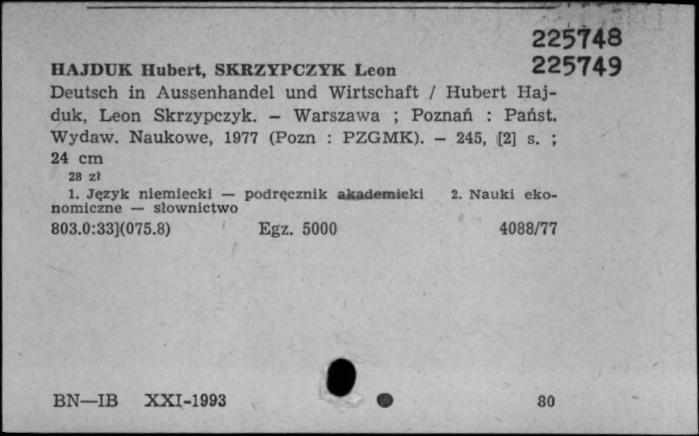 225748
HAJDUK Hubert, SKRZYPCZYK Leon 225749
Deutsch in Aussenhandel und Wirtschaft / Hubert Haj-
duk, Leon Skrzypczyk. — Warszawa ; Poznań : Państ.
Wydaw. Naukowe, 1977 (Pozn : PZGMK). — 245, [2] s. ;
24 cm
28 zł
1. Język niemiecki — podręcznik akademicki 2. Nauki eko-
nomiczne — słownictwo
803.0:33](075.8) Egz. 5000 4088/77
BN—IB XXI-1993 80